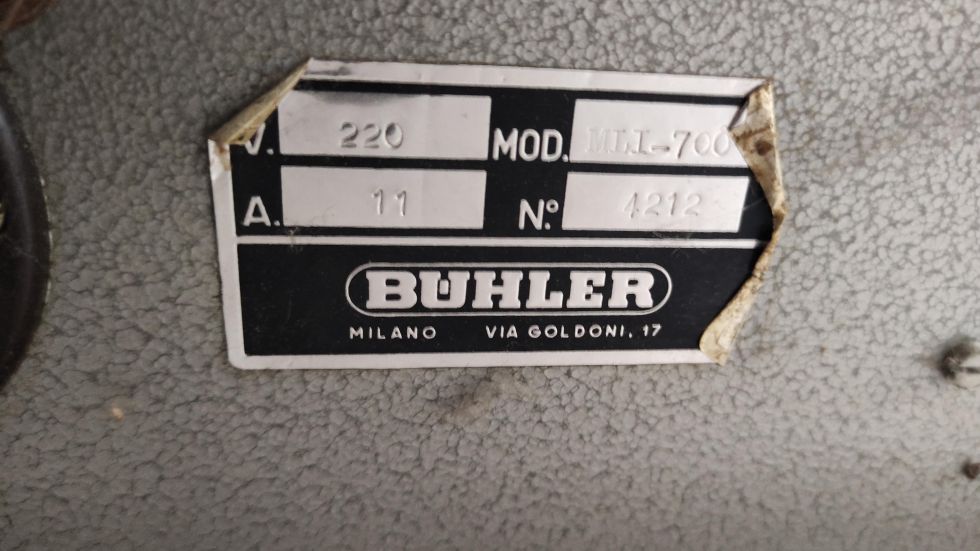 V. 220 MOD. MLI-700
A. 11 N.º 4212
BÜHLER
MILANO VIA GOLDONI, 17